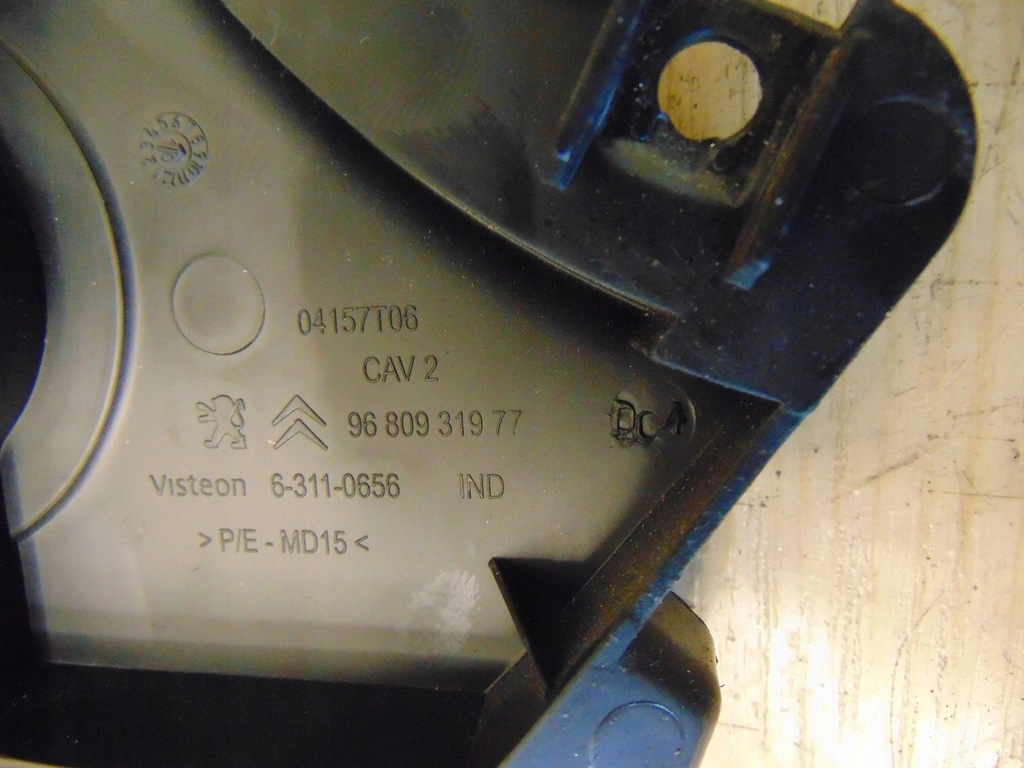 04157T06
CAV 2
96 809 319 77
Visteon 6-311-0656 IND
>P/E - MD15<